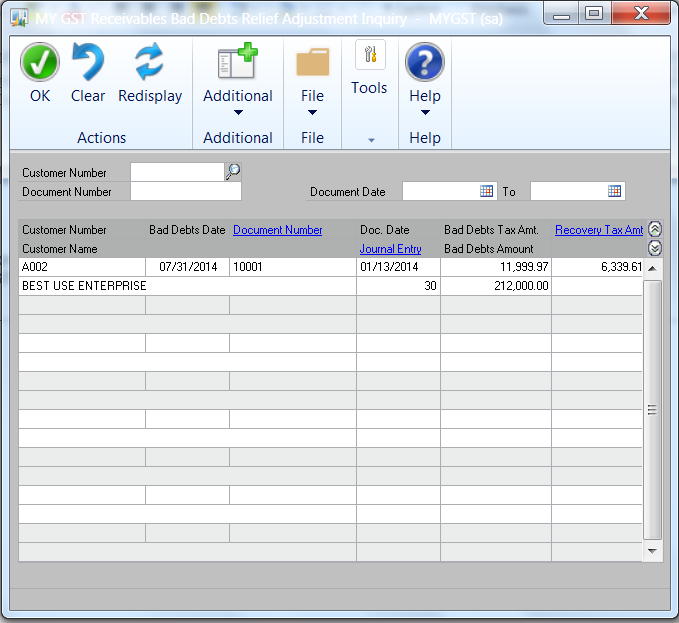 MY GST Receivables Bad Debts Relief Adjustment Inquiry - MYGST (sa)
OK Clear Redisplay Additional File Tools Help
Actions Additional File Help
Customer Number
Document Number Document Date To
Customer Number Bad Debts Date Document Number Doc. Date Bad Debts Tax Amt. Recovery Tax Amt
Customer Name Journal Entry Bad Debts Amount
A002 07/31/2014 10001 01/13/2014 11,999.97 6,339.61
BEST USE ENTERPRISE 30 212,000.00